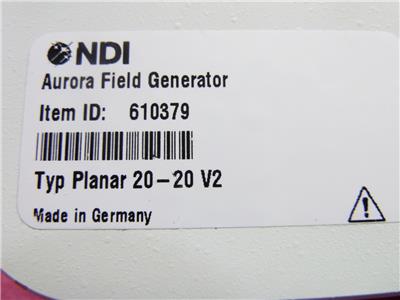 NDI
Aurora Field Generator
Item ID: 610379
Typ Planar 20-20 V2
Made in Germany